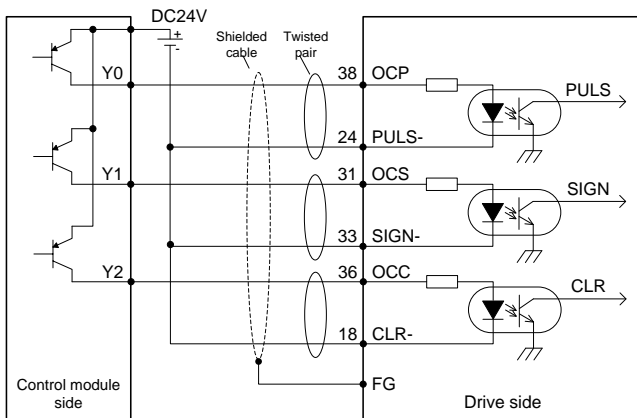 DC24V
+
-
Shielded
cable
Twisted
pair
Y0
38 OCP
PULS
24 PULS-
Y1
31 OCS
SIGN
33 SIGN-
Y2
36 OCC
CLR
18 CLR-
FG
Control module
side
Drive side